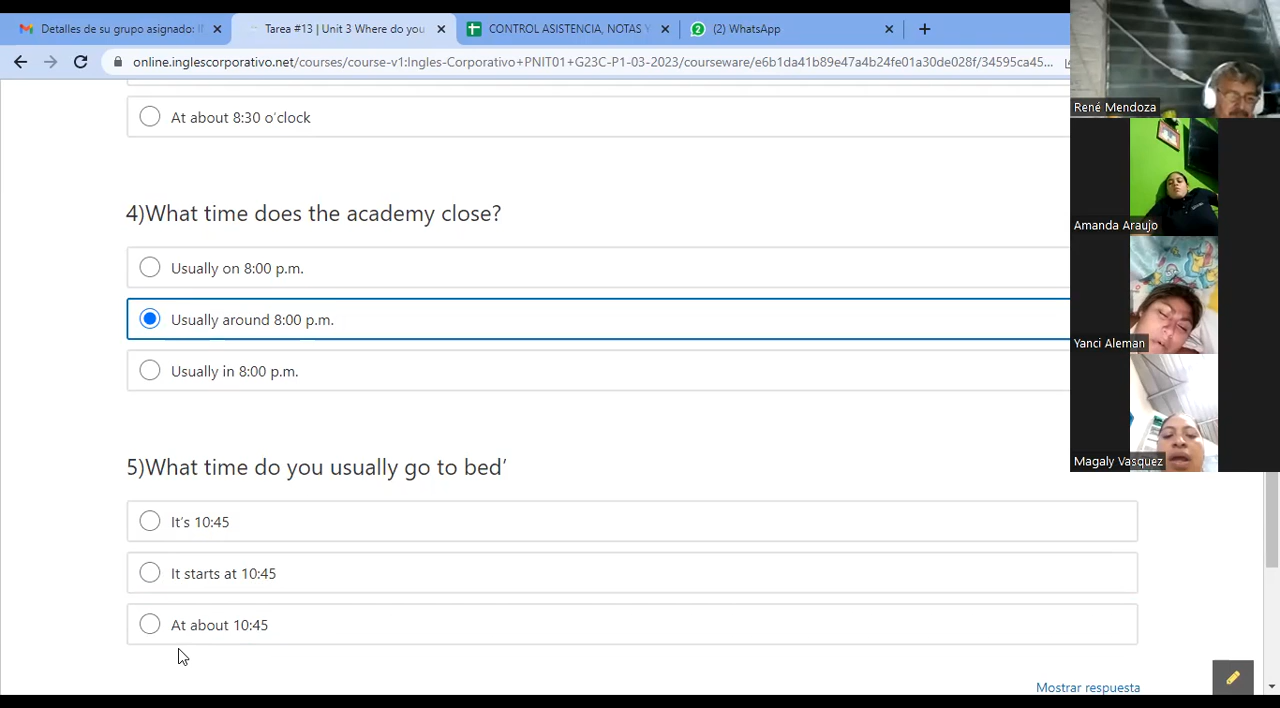 Detalles de su grupo asignado: I
Tarea #13 | Unit 3 Where do you
CONTROL ASISTENCIA, NOTAS Y
2
(2) WhatsApp
online.inglescorporativo.net/courses/course-v1:Ingles-Corporativo+PNIT01+G23C-P1-03-2023/courseware/e6b1da41b89e47a4b24fe01a30de028f/34595ca45...
At about 8:30 o’clock
4)What time does the academy close?
Usually on 8:00 p.m.
Usually around 8:00 p.m.
Usually in 8:00 p.m.
5)What time do you usually go to bed’
It’s 10:45
It starts at 10:45
At about 10:45
Mostrar respuesta
René Mendoza
Amanda Araujo
Yanci Aleman
Magaly Vasquez